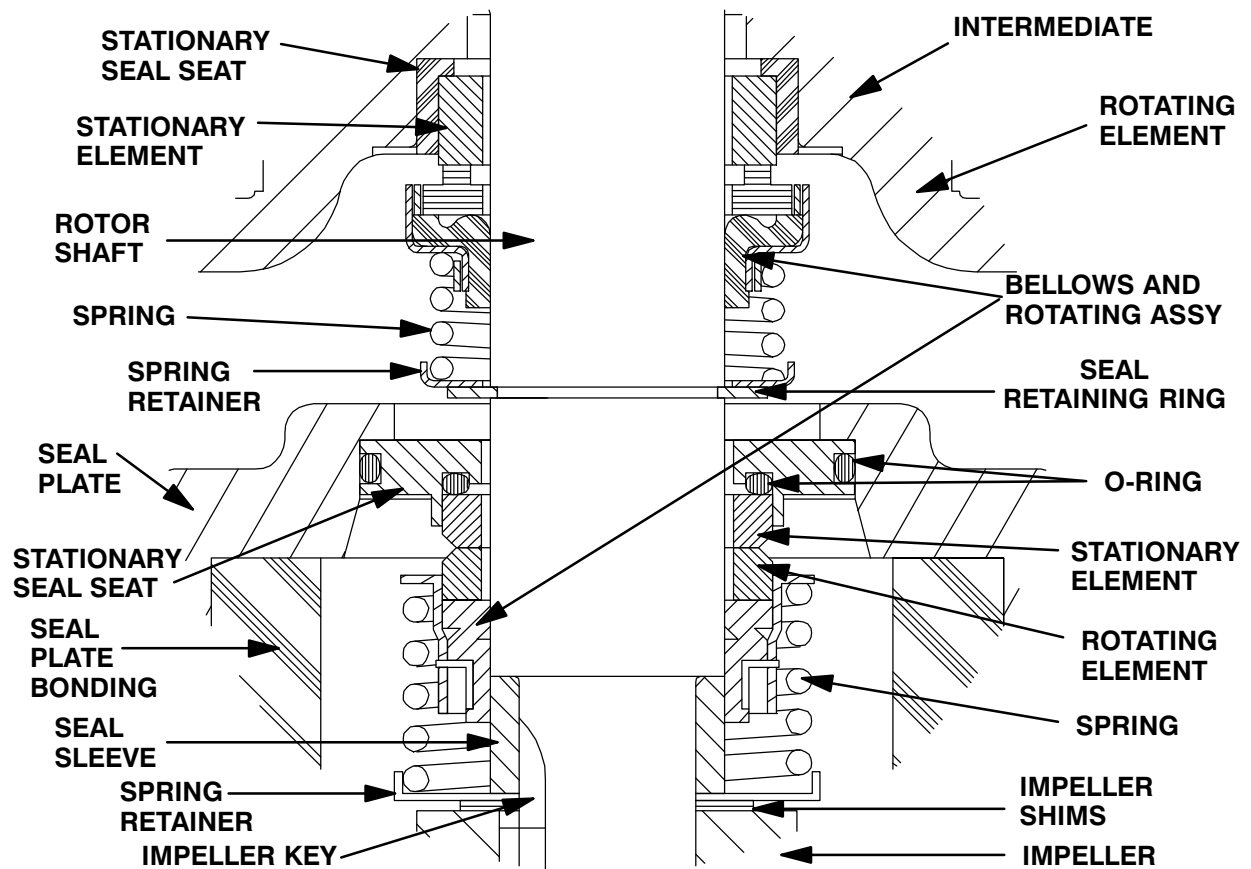 STATIONARY
SEAL SEAT
STATIONARY
ELEMENT
ROTOR
SHAFT
SPRING
SPRING
RETAINER
SEAL
PLATE
STATIONARY
SEAL SEAT
SEAL
PLATE
BONDING
SEAL
SLEEVE
SPRING
RETAINER
IMPELLER KEY
INTERMEDIATE
ROTATING
ELEMENT
BELLOWS AND
ROTATING ASSY
SEAL
RETAINING RING
O-RING
STATIONARY
ELEMENT
ROTATING
ELEMENT
SPRING
IMPELLER
SHIMS
IMPELLER